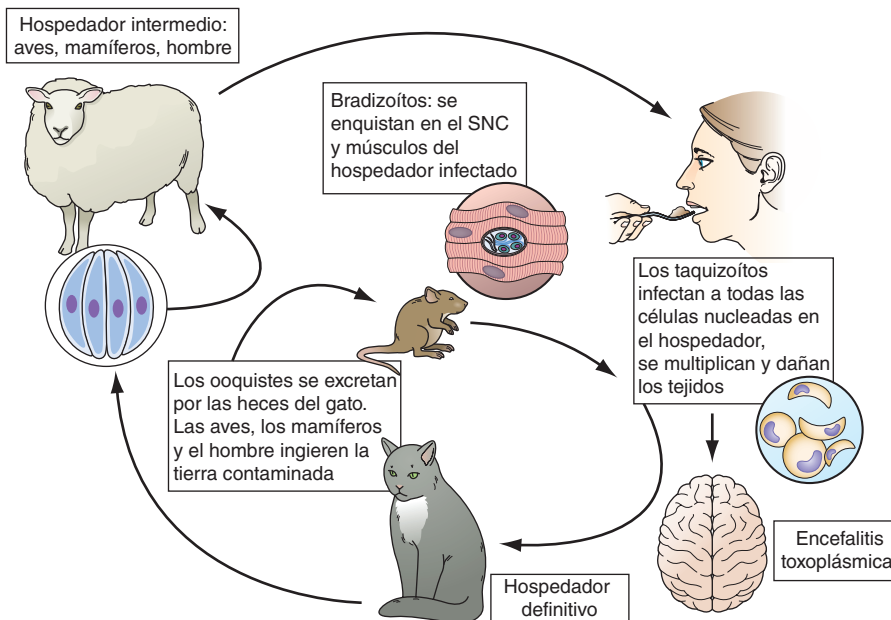 Hospedador intermedio:
aves, mamíferos, hombre
Bradizoítos: se
enquistan en el SNC
y músculos del
hospedador infectado
Los taquizoítos
infectan a todas las
células nucleadas en
el hospedador,
se multiplican y dañan
los tejidos
Los ooquistes se excretan
por las heces del gato.
Las aves, los mamíferos
y el hombre ingieren la
tierra contaminada
Encefalitis
toxoplásmica
Hospedador
definitivo